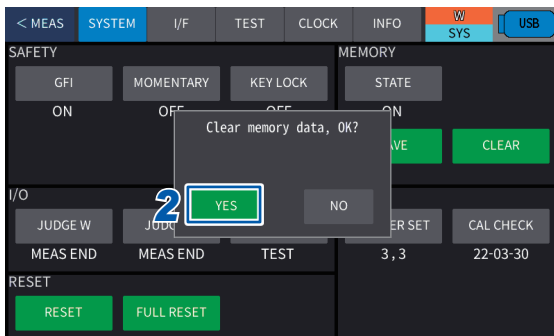 < MEAS SYSTEM I/F TEST CLOCK INFO W SYS USB
SAFETY MEMORY
GFI MOMENTARY KEY LOCK STATE
ON ON
Clear memory data, OK?
CLEAR
2 YES NO
I/O
JUDGE W CAL CHECK
MEAS END MEAS END TEST 3,3 22-03-30
RESET
RESET FULL RESET